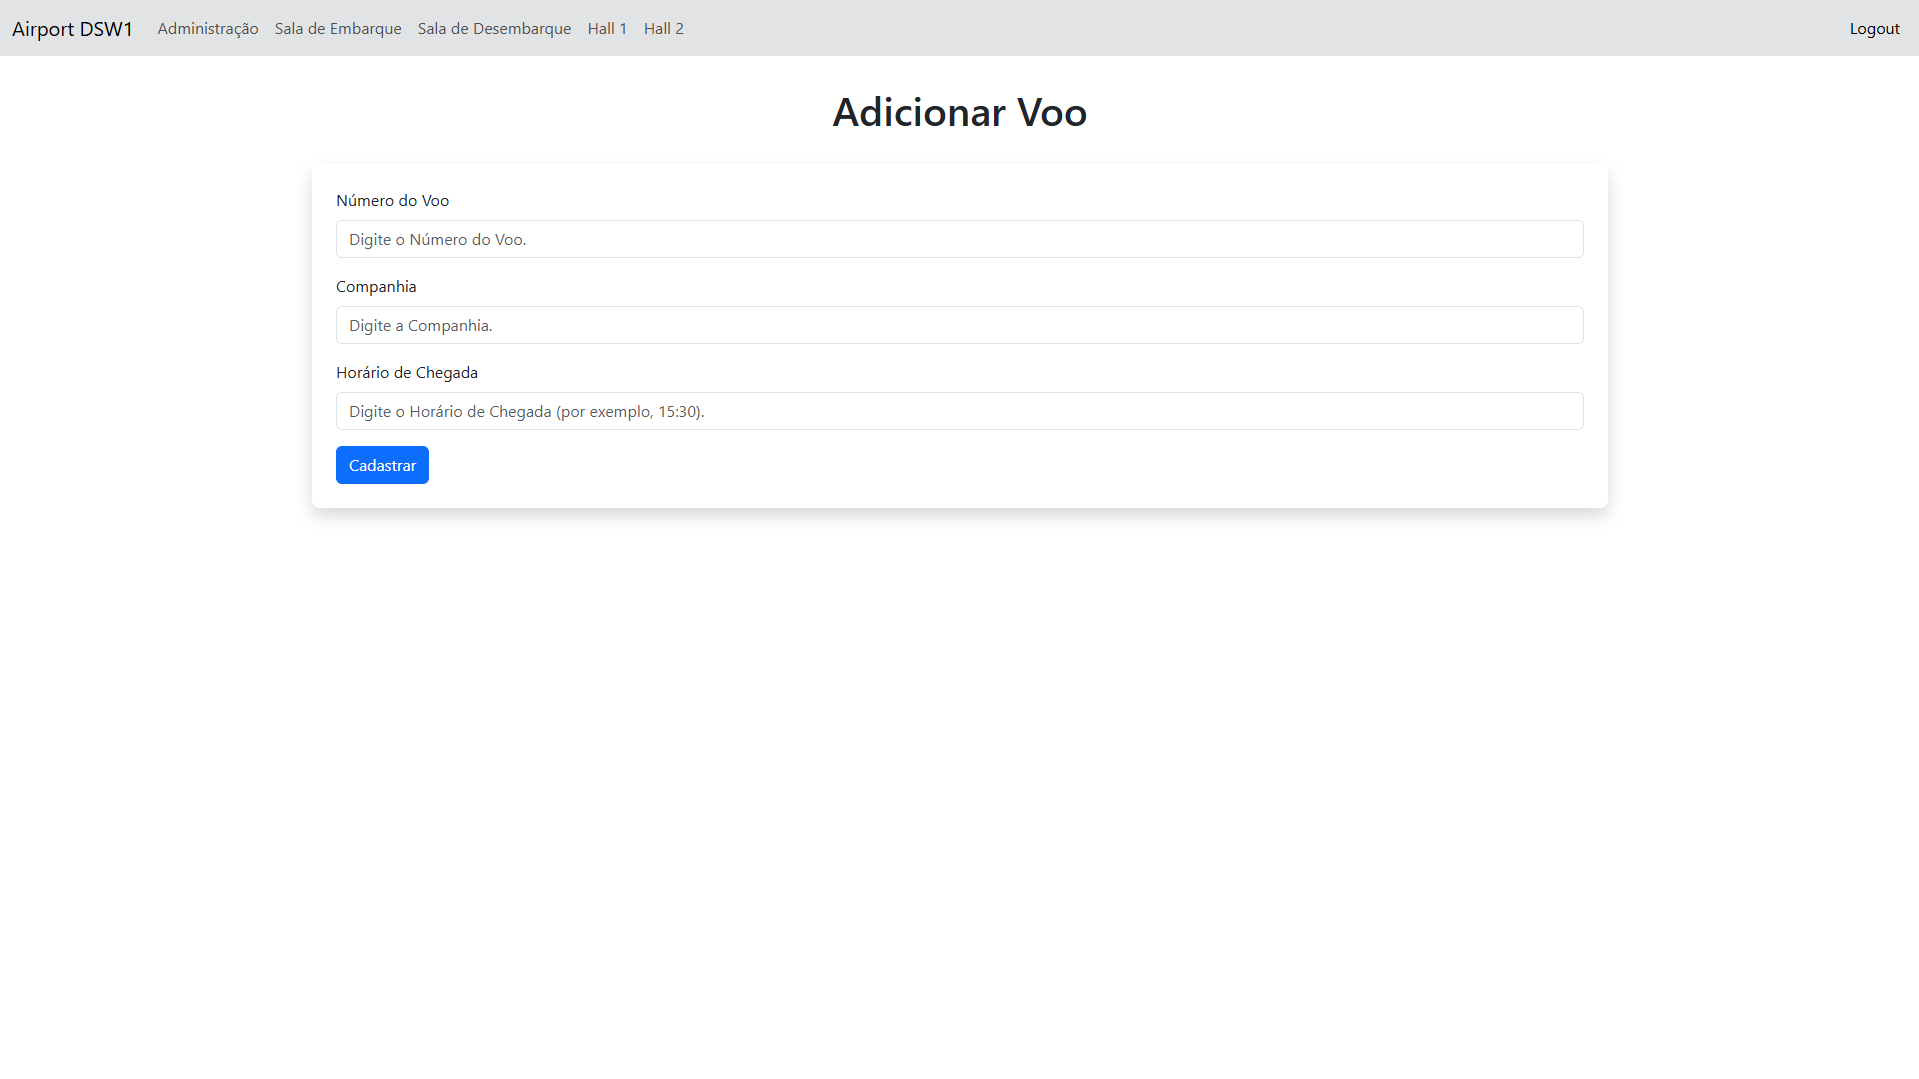 Airport DSW1 Administração Sala de Embarque Sala de Desembarque Hall 1 Hall 2 Logout
Adicionar Voo
Número do Voo
Digite o Número do Voo.
Companhia
Digite a Companhia.
Horário de Chegada
Digite o Horário de Chegada (por exemplo, 15:30).
Cadastrar